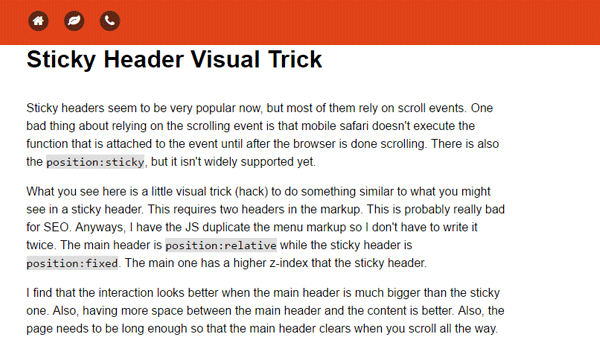 Sticky Header Visual Trick
Sticky headers seem to be very popular now, but most of them rely on scroll events. One
bad thing about relying on the scrolling event is that mobile safari doesn't execute the
function that is attached to the event until after the browser is done scrolling. There is also
the position:sticky, but it isn't widely supported yet.
What you see here is a little visual trick (hack) to do something similar to what you might
see in a sticky header. This requires two headers in the markup. This is probably really bad
for SEO. Anyways, I have the JS duplicate the menu markup so I don't have to write it
twice. The main header is position:relative while the sticky header is
position:fixed. The main one has a higher z-index that the sticky header.
I find that the interaction looks better when the main header is much bigger than the sticky
one. Also, having more space between the main header and the content is better. Also, the
page needs to be long enough so that the main header clears when you scroll all the way.